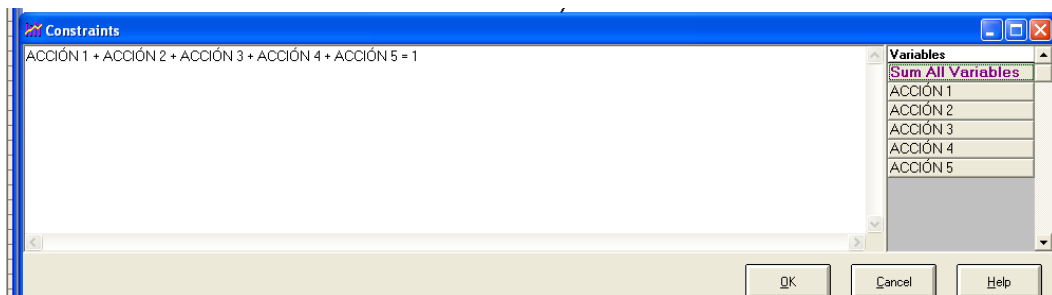 Constraints
ACCIÓN 1 + ACCIÓN 2 + ACCIÓN 3 + ACCIÓN 4 + ACCIÓN 5 = 1
Variables
Sum All Variables
ACCIÓN 1
ACCIÓN 2
ACCIÓN 3
ACCIÓN 4
ACCIÓN 5
OK
Cancel
Help